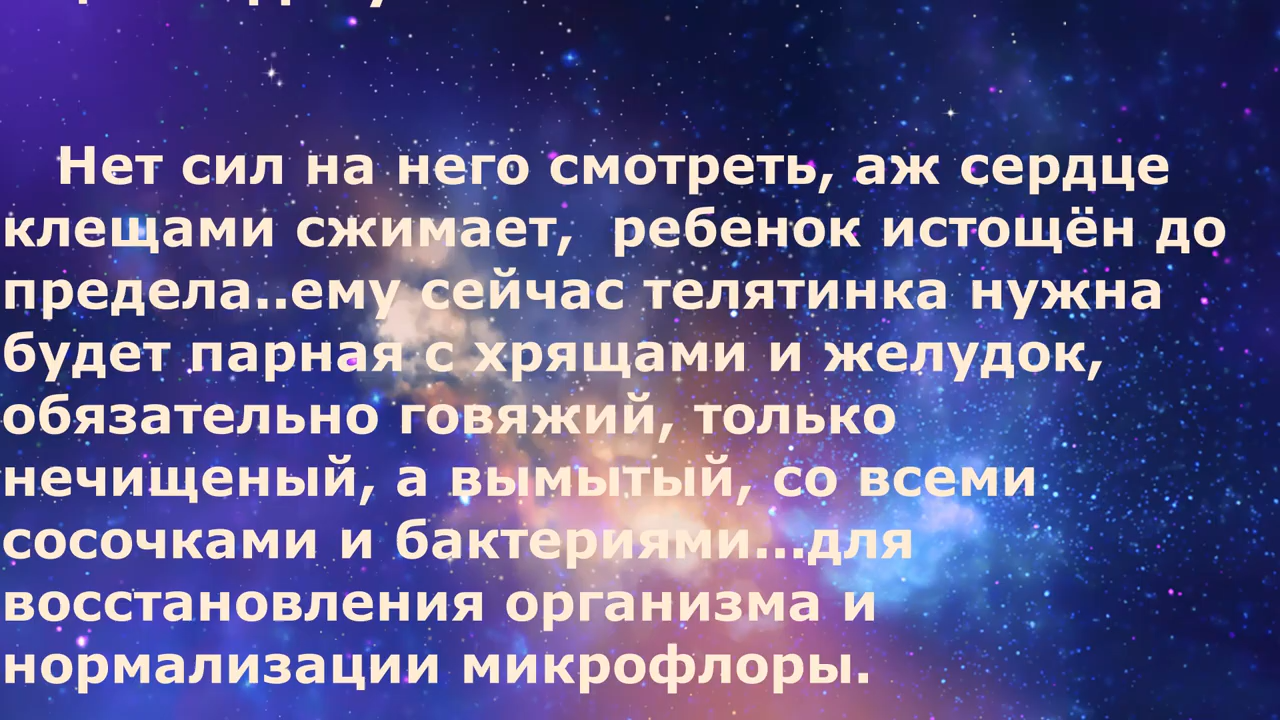 Нет сил на него смотреть, аж сердце
клещами сжимает,  ребенок истощён до
предела..ему сейчас телятинка нужна
будет парная с хрящами и желудок,
обязательно говяжий, только
нечищеный, а вымытый, со всеми
сосочками и бактериями...для
восстановления организма и
нормализации микрофлоры.